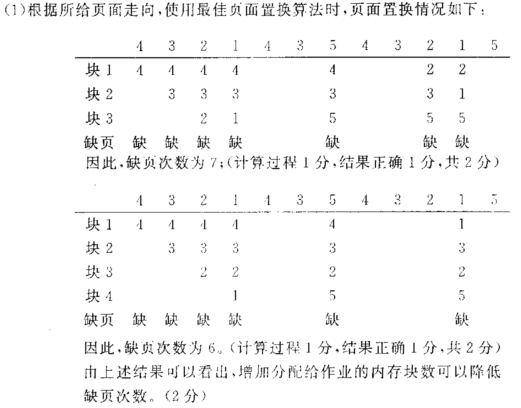 (1)根据所给页面走向,使用最佳页面置换算法时,页面置换情况如下:
4 3 2 1 4 3 5 4 3 2 1 5
块1 4 4 4 4 4 2 2
块2 3 3 3 3 3 1
块3 2 1 5 5 5
缺页 缺 缺 缺 缺 缺 缺 缺
因此,缺页次数为7;(计算过程1分,结果正确1分,共2分)
4 3 2 1 4 3 5 4 3 2 1 5
块1 4 4 4 4 4 1
块2 3 3 3 3 3
块3 2 2 2 2
块4 1 5 5
缺页 缺 缺 缺 缺 缺 缺
因此,缺页次数为6。(计算过程1分,结果正确1分,共2分)
由上述结果可以看出,增加分配给作业的内存块数可以降低
缺页次数。(2分)